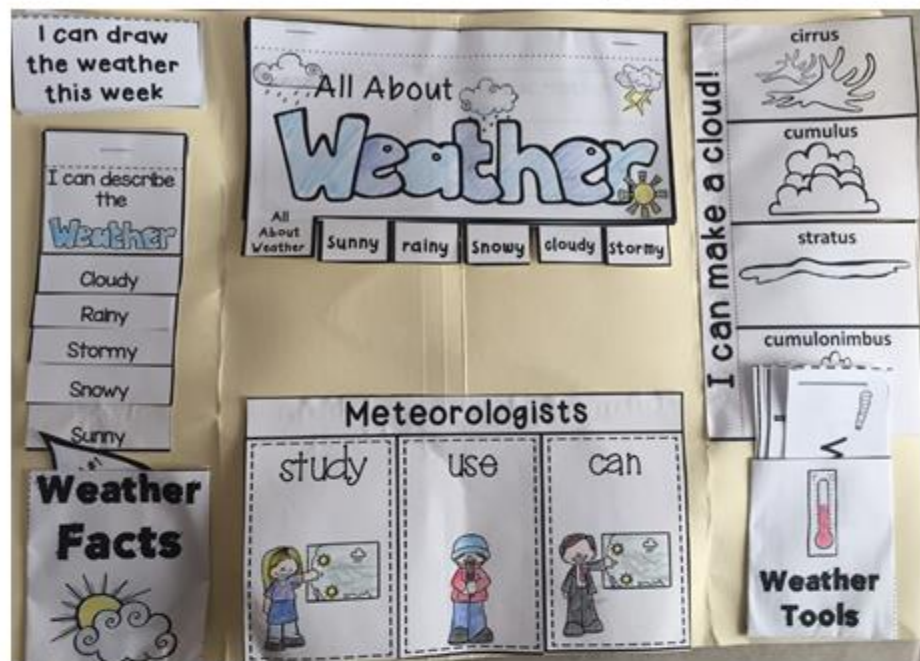 I can draw
the weather
this week
I can describe
the
Weather
Cloudy
Rainy
Stormy
Snowy
Sunny
#1
Weather
Facts
All About
Weather
All
About
Weather
sunny
rainy
snowy
cloudy
stormy
Meteorologists
study
use
can
I can make a cloud!
cirrus
cumulus
stratus
cumulonimbus
Weather
Tools